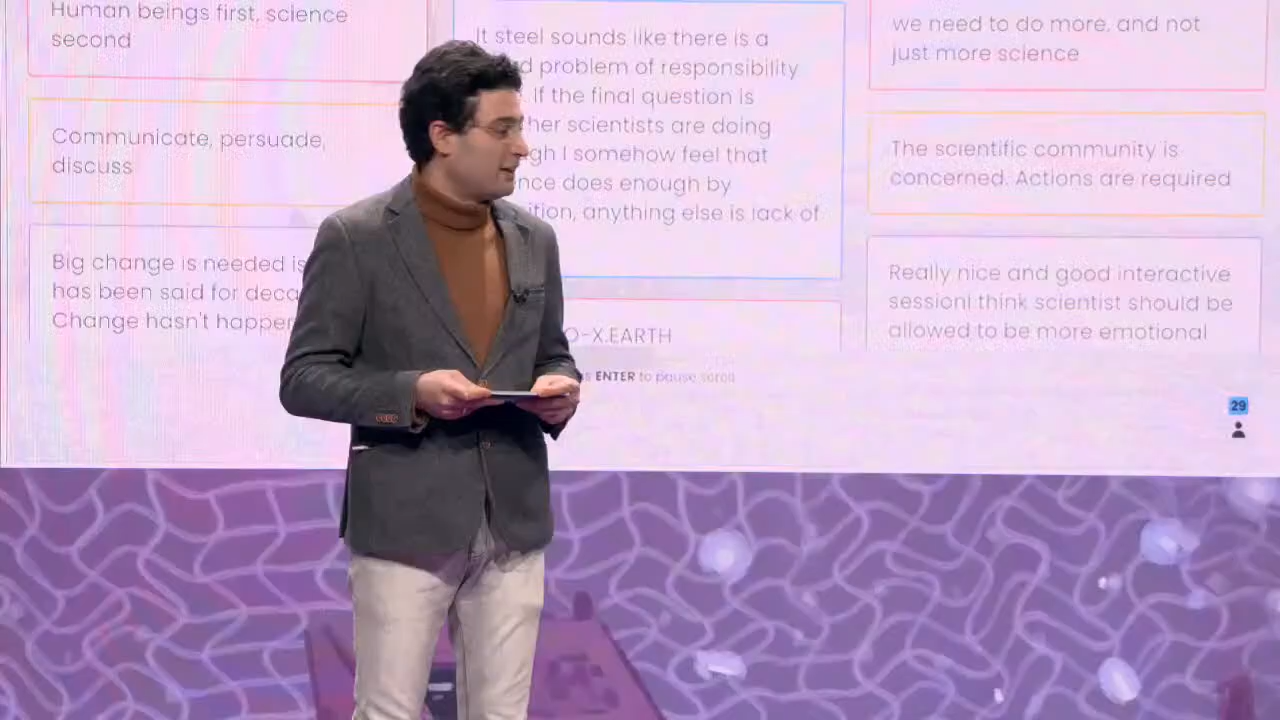 Human beings first, science
second
Communicate, persuade,
discuss
Big change is needed is
has been said for deca
Change hasn't happen
It steel sounds like there is a
d problem of responsibility
If the final question is
her scientists are doing
gh I somehow feel that
nce does enough by
ition, anything else is lack of
O-X.EARTH
ENTER to pause scroll
we need to do more, and not
just more science
The scientific community is
concerned. Actions are required
Really nice and good interactive
sessionI think scientist should be
allowed to be more emotional
29